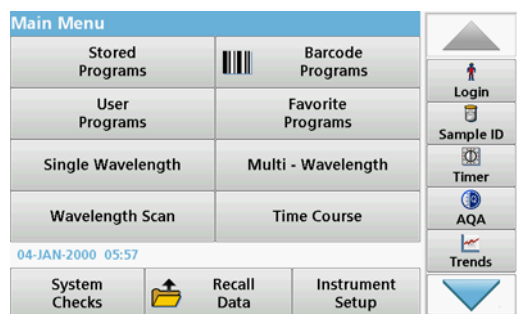 Main Menu
Stored
Programs
Barcode
Programs
User
Programs
Favorite
Programs
Single Wavelength
Multi - Wavelength
Wavelength Scan
Time Course
04-JAN-2000 05:57
System
Checks
Recall
Data
Instrument
Setup
Login
Sample ID
Timer
AQA
Trends